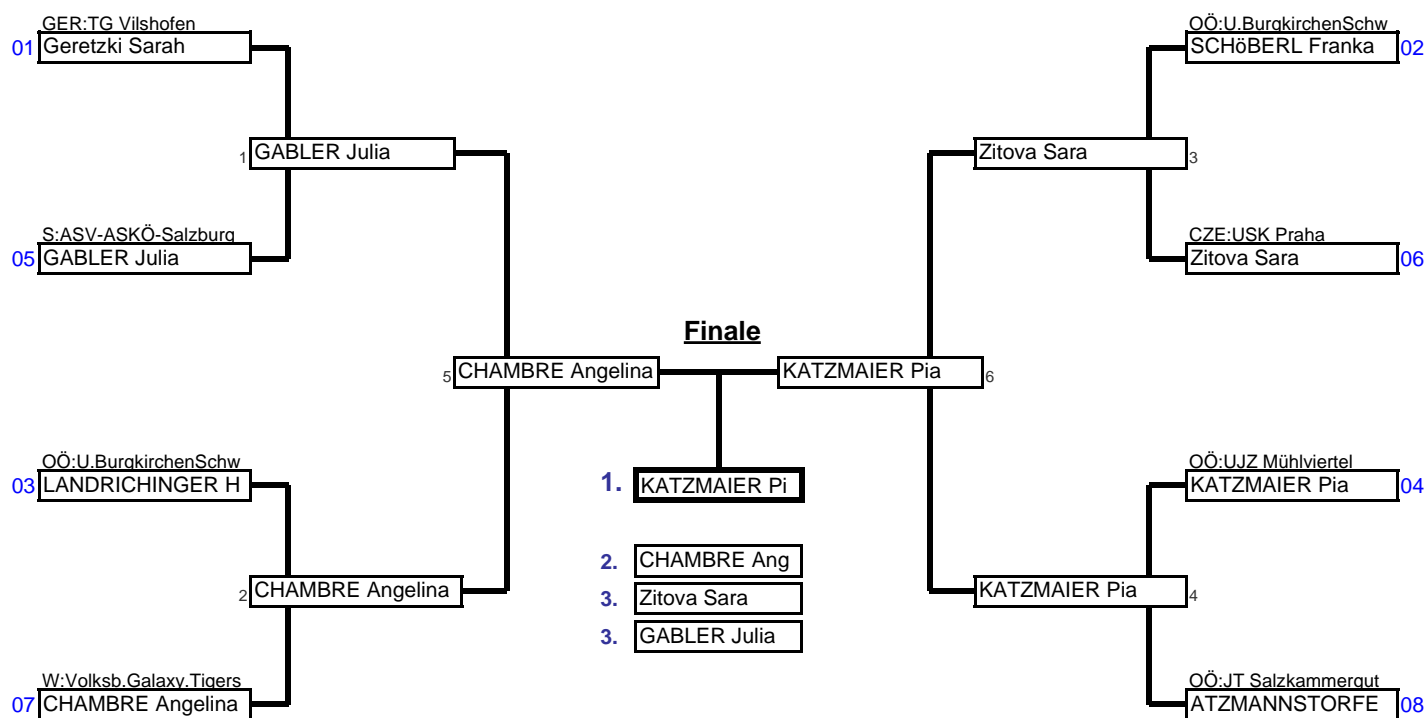 GER:TG Vilshofen
01 Geretzki Sarah
OÖ:U.BurgkirchenSchw
SCHöBERL Franka 02
1 GABLER Julia
Zitova Sara 3
S:ASV-ASKÖ-Salzburg
05 GABLER Julia
CZE:USK Praha
Zitova Sara 06
Finale
5 CHAMBRE Angelina
KATZMAIER Pia 6
OÖ:U.BurgkirchenSchw
03 LANDRICHINGER H
1. KATZMAIER Pi
OÖ:UJZ Mühlviertel
KATZMAIER Pia 04
2 CHAMBRE Angelina
2. CHAMBRE Ang
3. Zitova Sara
3. GABLER Julia
KATZMAIER Pia 4
W:Volksb.Galaxy.Tigers
07 CHAMBRE Angelina
OÖ:JT Salzkammergut
ATZMANNSTORFE 08